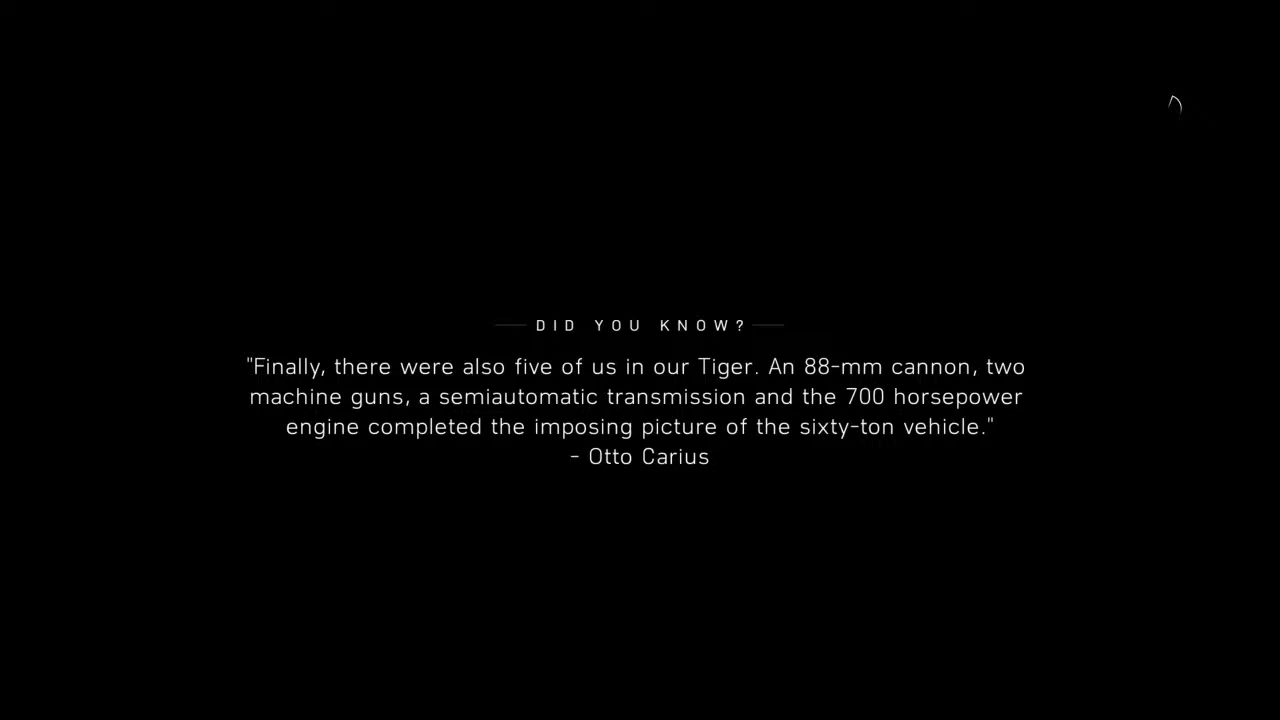 DID YOU KNOW?
"Finally, there were also five of us in our Tiger. An 88-mm cannon, two
machine guns, a semiautomatic transmission and the 700 horsepower
engine completed the imposing picture of the sixty-ton vehicle."
- Otto Carius